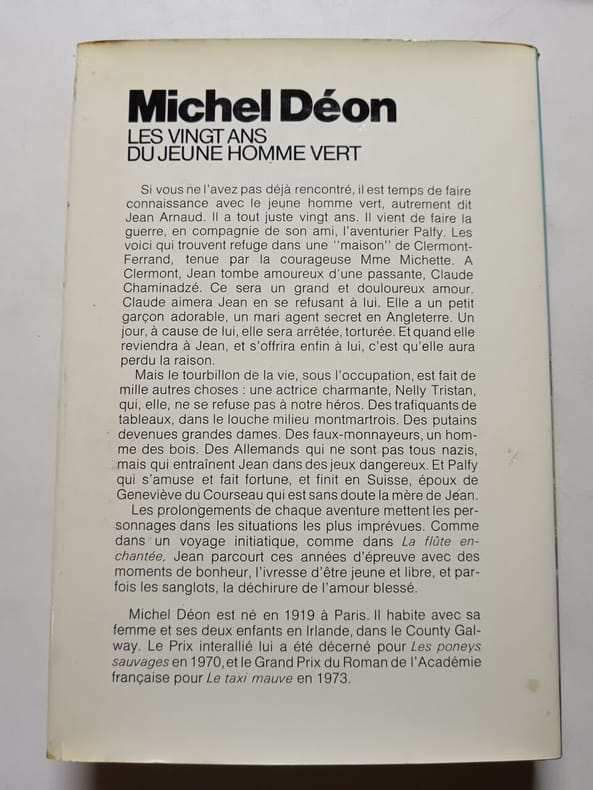 Michel Déon
LES VINGT ANS
DU JEUNE HOMME VERT
Si vous ne l'avez pas déjà rencontré, il est temps de faire
connaissance avec le jeune homme vert, autrement dit
Jean Arnaud. Il a tout juste vingt ans. Il vient de faire la
guerre, en compagnie de son ami, l'aventurier Palfy. Les
voici qui trouvent refuge dans une "maison" de Clermont-
Ferrand, tenue par la courageuse Mme Michette. A
Clermont, Jean tombe amoureux d'une passante, Claude
Chaminadzé. Ce sera un grand et douloureux amour.
Claude aimera Jean en se refusant à lui. Elle a un petit
garçon adorable, un mari agent secret en Angleterre. Un
jour, à cause de lui, elle sera arrêtée, torturée. Et quand elle
reviendra à Jean, et s'offrira enfin à lui, c'est qu'elle aura
perdu la raison.
Mais le tourbillon de la vie, sous l'occupation, est fait de
mille autres choses : une actrice charmante, Nelly Tristan,
qui, elle, ne se refuse pas à notre héros. Des trafiquants de
tableaux, dans le louche milieu montmartrois. Des putains
devenues grandes dames. Des faux-monnayeurs, un hom-
me des bois. Des Allemands qui ne sont pas tous nazis,
mais qui entraînent Jean dans des jeux dangereux. Et Palfy
qui s'amuse et fait fortune, et finit en Suisse, époux de
Geneviève du Courseau qui est sans doute la mère de Jean.
Les prolongements de chaque aventure mettent les per-
sonnages dans les situations les plus imprévues. Comme
dans un voyage initiatique, comme dans La flûte en-
chantée, Jean parcourt ces années d'épreuve avec des
moments de bonheur, l'ivresse d'être jeune et libre, et par-
fois les sanglots, la déchirure de l'amour blessé.
Michel Déon est né en 1919 à Paris. Il habite avec sa
femme et ses deux enfants en Irlande, dans le County Gal-
way. Le Prix interallié lui a été décerné pour Les poneys
sauvages en 1970, et le Grand Prix du Roman de l'Académie
française pour Le taxi mauve en 1973.